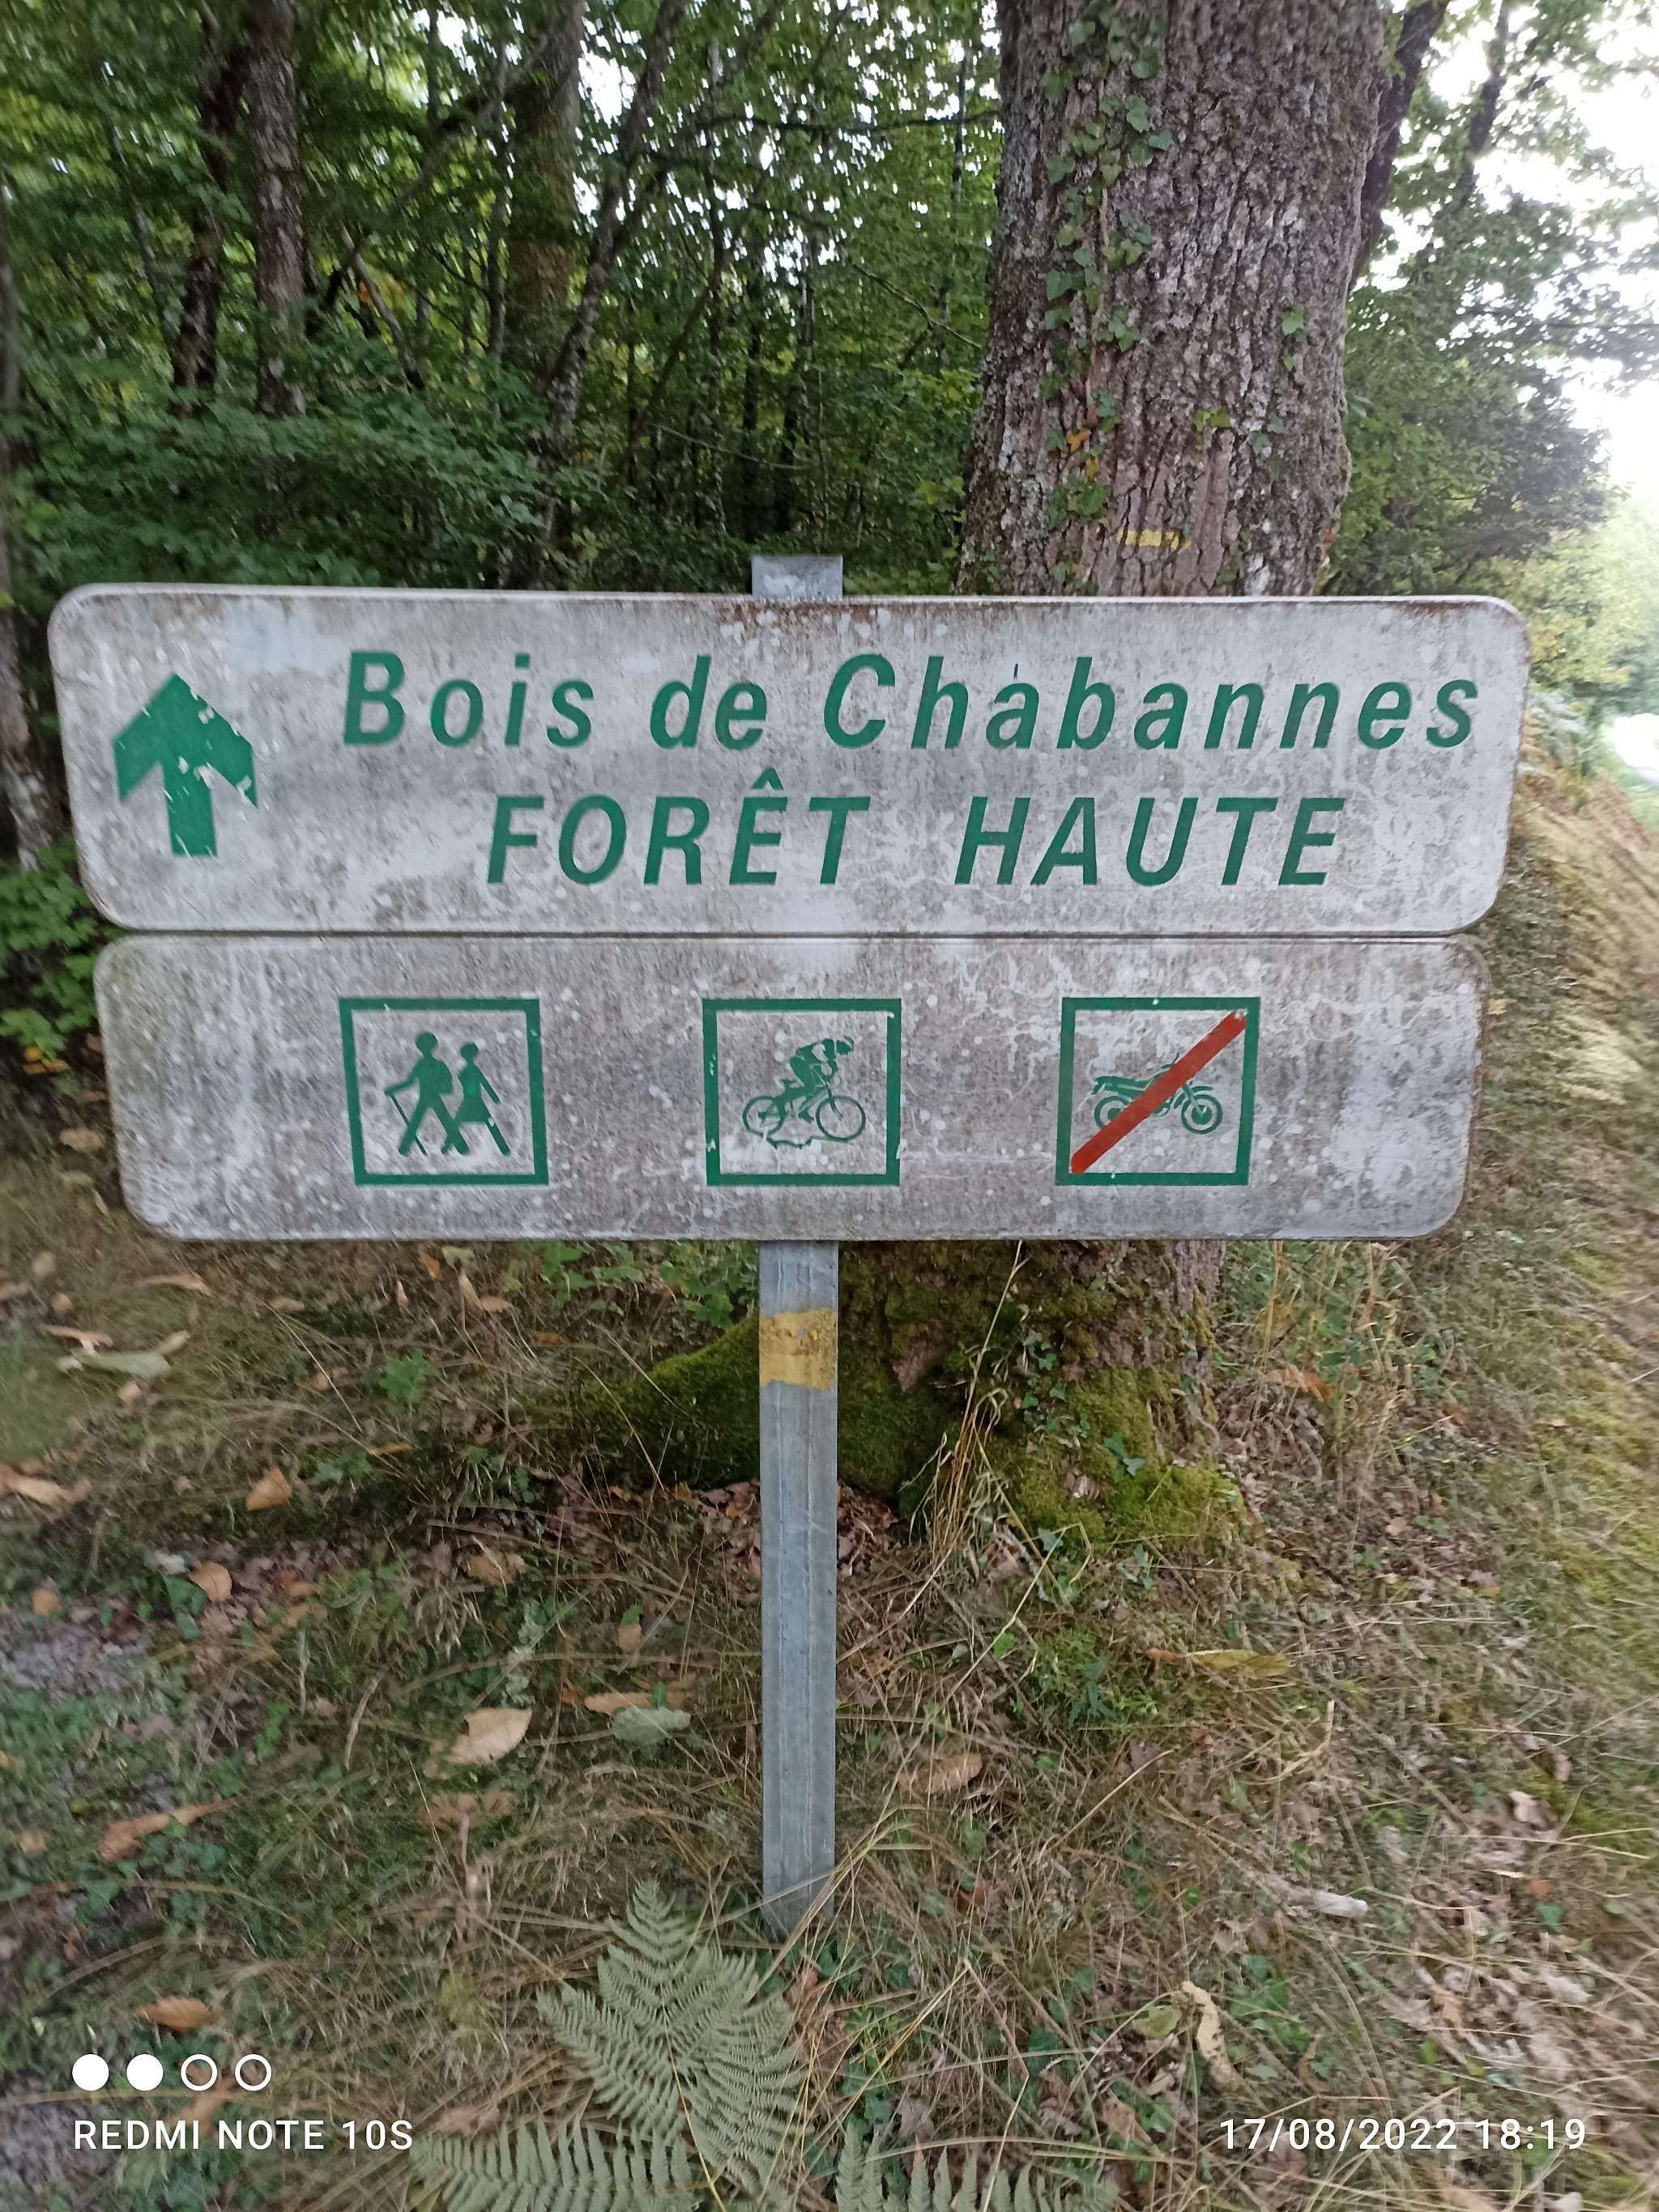 Bois de Chabannes
FORÊT HAUTE
REDMI NOTE 10S
17/08/2022 18:19